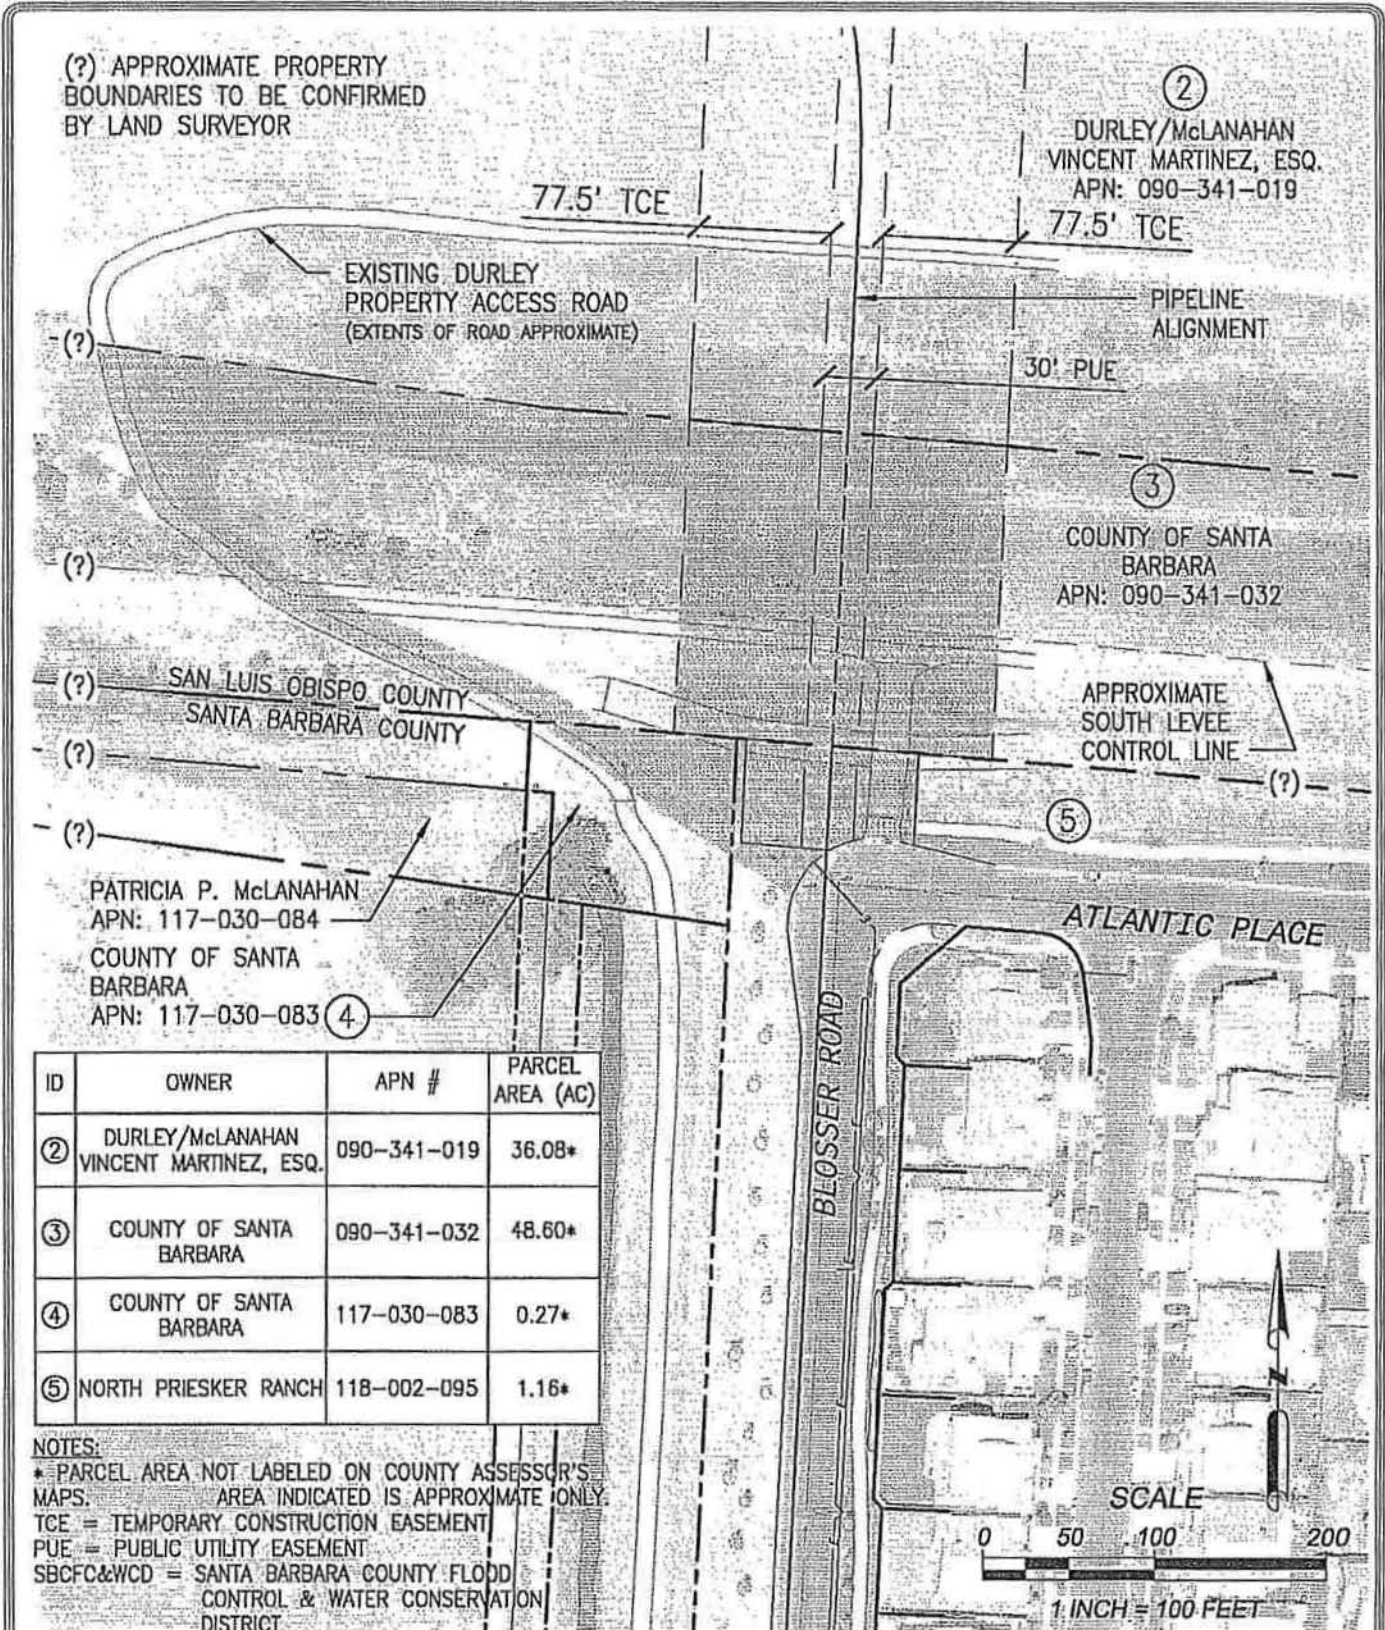 (?) APPROXIMATE PROPERTY
BOUNDARIES TO BE CONFIRMED
BY LAND SURVEYOR
②
DURLEY/McLANAHAN
VINCENT MARTINEZ, ESQ.
APN: 090-341-019
77.5' TCE
77.5' TCE
EXISTING DURLEY
PROPERTY ACCESS ROAD
(EXTENTS OF ROAD APPROXIMATE)
PIPELINE
ALIGNMENT
(?)
30' PUE
③
COUNTY OF SANTA
BARBARA
APN: 090-341-032
(?)
(?)
SAN LUIS OBISPO COUNTY
SANTA BARBARA COUNTY
APPROXIMATE
SOUTH LEVEE
CONTROL LINE
(?)
(?)
(?)
⑤
PATRICIA P. McLANAHAN
APN: 117-030-084
COUNTY OF SANTA
BARBARA
APN: 117-030-083 ④
ATLANTIC PLACE
BLOSSER ROAD
ID OWNER APN # PARCEL AREA (AC)
② DURLEY/McLANAHAN VINCENT MARTINEZ, ESQ. 090-341-019 36.08*
③ COUNTY OF SANTA BARBARA 090-341-032 48.60*
④ COUNTY OF SANTA BARBARA 117-030-083 0.27*
⑤ NORTH PRIESKER RANCH 118-002-095 1.16*
NOTES:
* PARCEL AREA NOT LABELED ON COUNTY ASSESSOR'S
MAPS. AREA INDICATED IS APPROXIMATE ONLY.
TCE = TEMPORARY CONSTRUCTION EASEMENT
PUE = PUBLIC UTILITY EASEMENT
SBCFC&WCD = SANTA BARBARA COUNTY FLOOD
CONTROL & WATER CONSERVATION
DISTRICT
Z
SCALE
0 50 100 200
1 INCH = 100 FEET